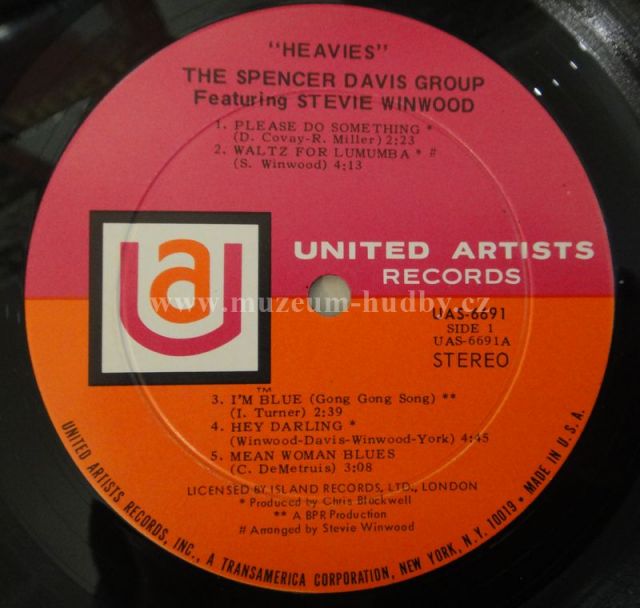 "HEAVIES"
THE SPENCER DAVIS GROUP
Featuring STEVIE WINWOOD
1. PLEASE DO SOMETHING *
(D. Covay-R. Miller) 2:23
2. WALTZ FOR LUMUMBA * #
(S. Winwood) 4:13
ua
UNITED ARTISTS
RECORDS
www.muzeum-hudby.cz
UAS-6691
SIDE 1
UAS-6691A
STEREO
TM
3. I'M BLUE (Gong Gong Song) **
(I. Turner) 2:39
4. HEY DARLING *
(Winwood-Davis-Winwood-York) 4:45
5. MEAN WOMAN BLUES
(C. DeMetruis) 3:08
LICENSED BY ISLAND RECORDS, LTD., LONDON
* Produced by Chris Blackwell
** A BPR Production
# Arranged by Stevie Winwood
UNITED ARTISTS RECORDS, INC., A TRANSAMERICA CORPORATION, NEW YORK, N.Y. 10019 • MADE IN U.S.A.